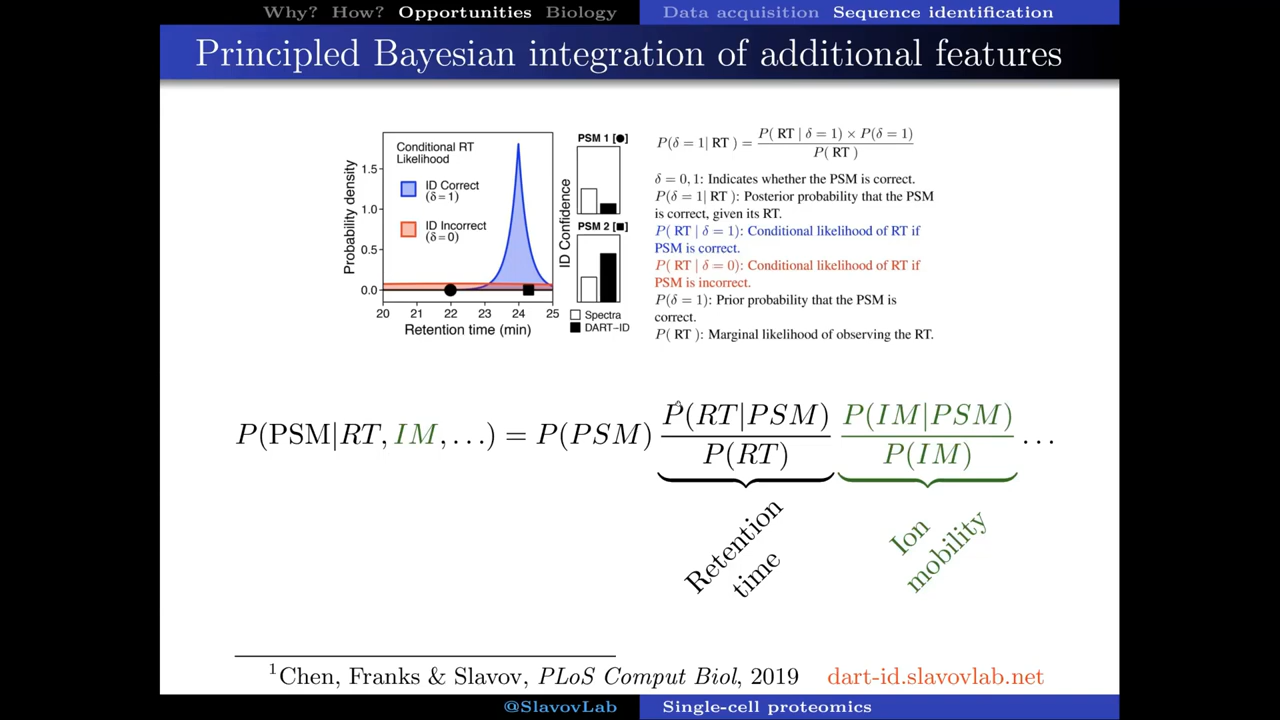 Why? How? Opportunities Biology Data acquisition Sequence identification
Principled Bayesian integration of additional features
Conditional RT
Likelihood
ID Correct
(δ=1)
ID Incorrect
(δ=0)
Probability density
1.5
1.0
0.5
0.0
20 21 22 23 24 25
Retention time (min)
ID Confidence
PSM 1 [●]
PSM 2 [■]
Spectra
DART-ID
P(δ = 1| RT ) = P( RT | δ = 1) × P(δ = 1) / P( RT )
δ = 0, 1: Indicates whether the PSM is correct.
P(δ = 1| RT ): Posterior probability that the PSM
is correct, given its RT.
P( RT | δ = 1): Conditional likelihood of RT if
PSM is correct.
P( RT | δ = 0): Conditional likelihood of RT if
PSM is incorrect.
P(δ = 1): Prior probability that the PSM is
correct.
P( RT ): Marginal likelihood of observing the RT.
P(PSM|RT, IM, . . .) = P(PSM) P(RT|PSM) / P(RT) P(IM|PSM) / P(IM) . . .
Retention
time
Ion
mobility
1Chen, Franks & Slavov, PLoS Comput Biol, 2019 dart-id.slavovlab.net
@SlavovLab Single-cell proteomics